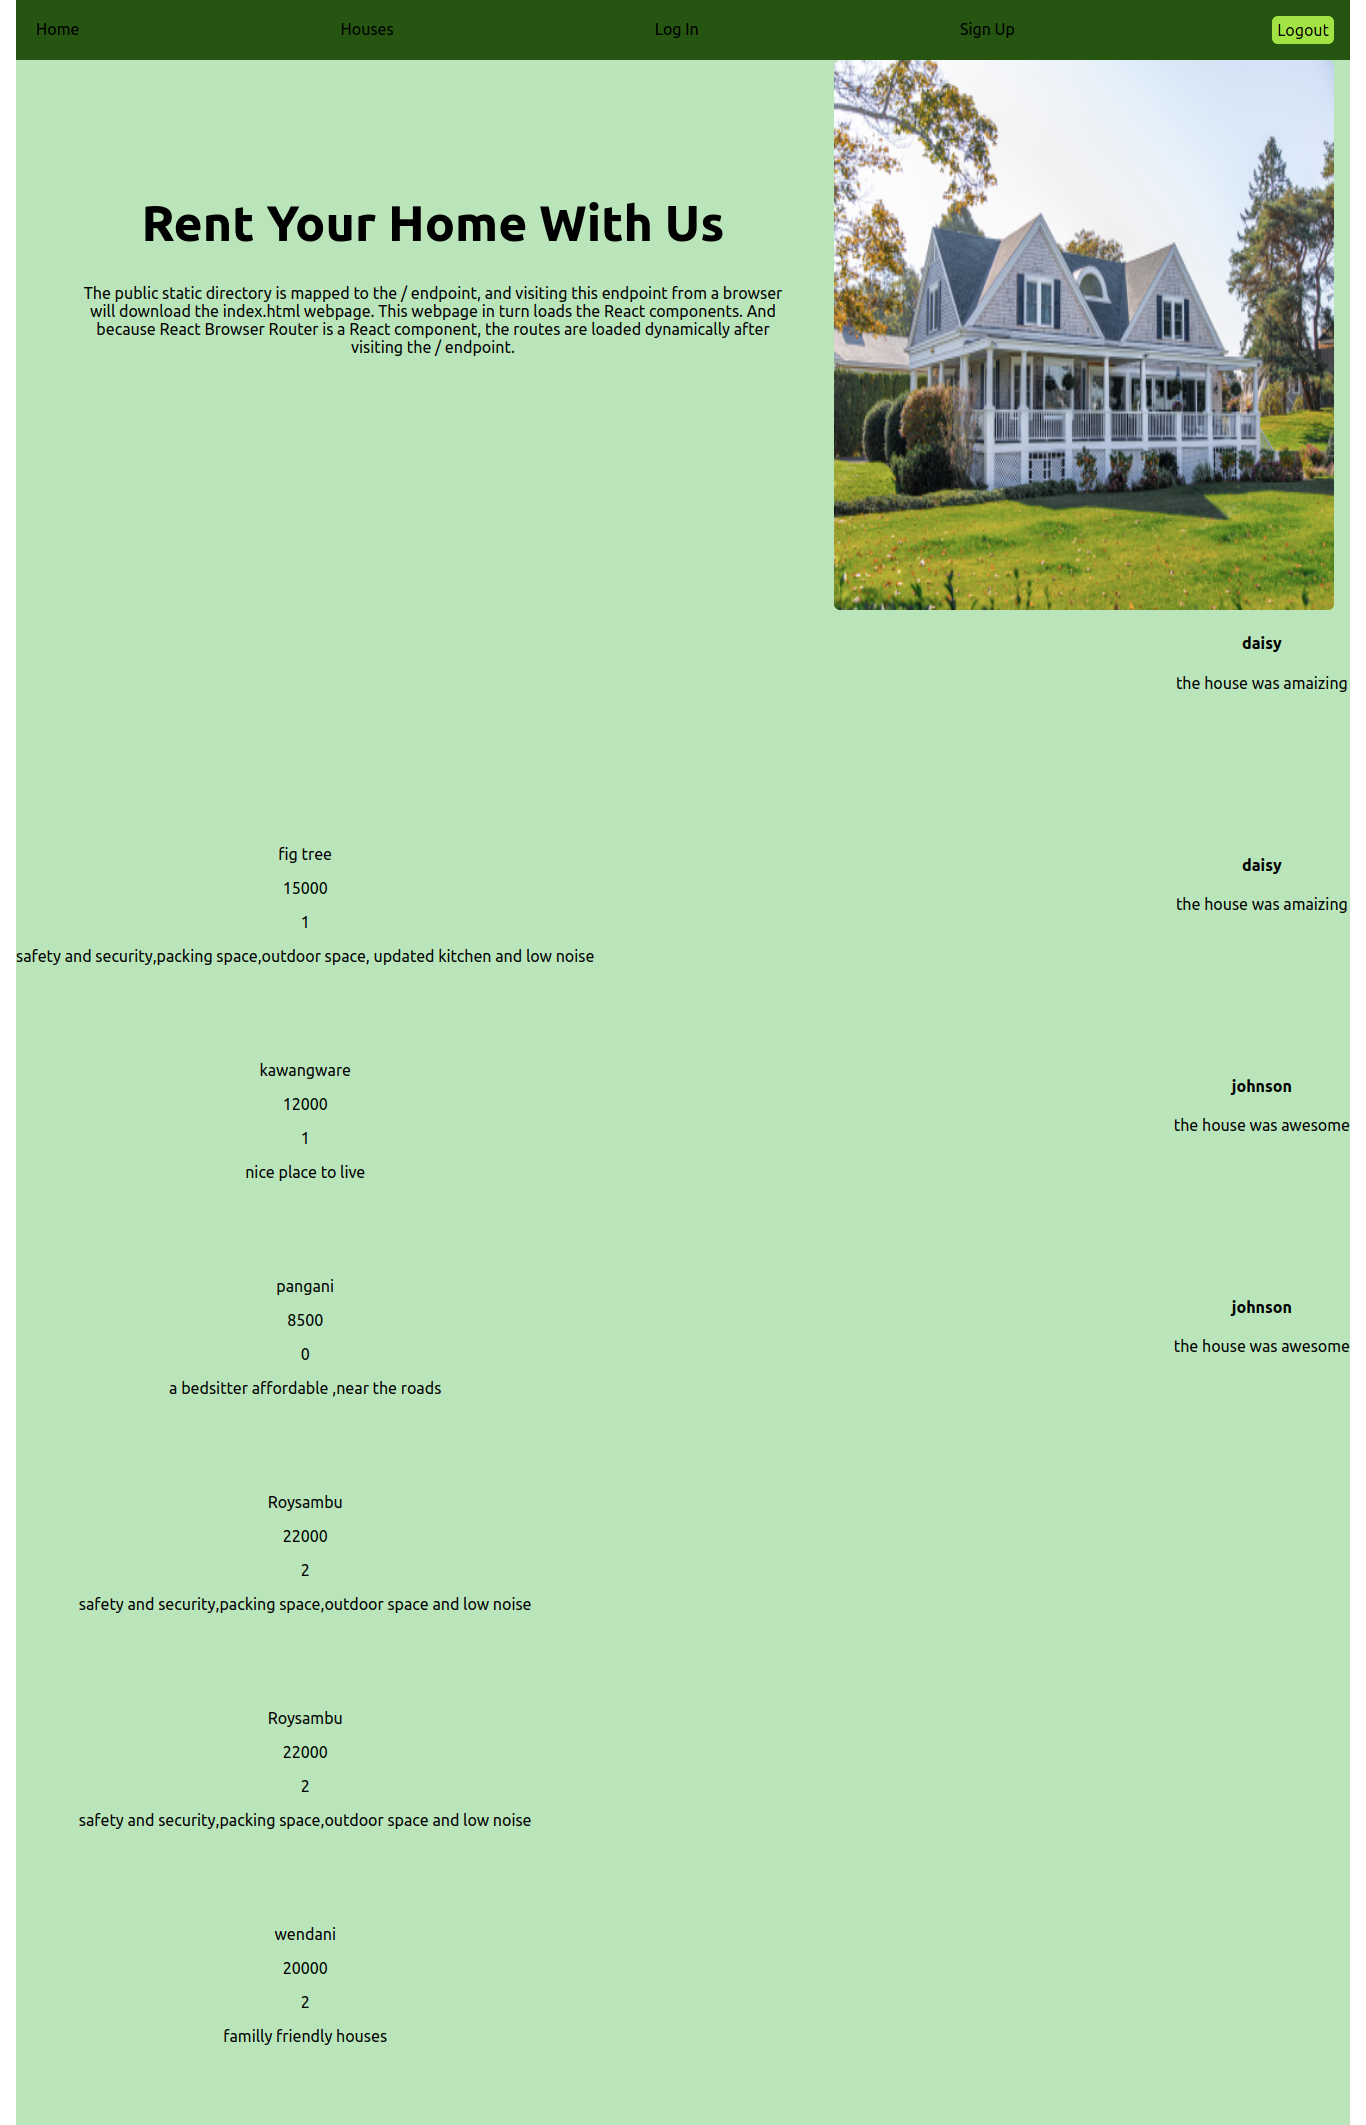 Home
Houses
Log In
Sign Up
Logout
Rent Your Home With Us
The public static directory is mapped to the / endpoint, and visiting this endpoint from a browser
will download the index.html webpage. This webpage in turn loads the React components. And
because React Browser Router is a React component, the routes are loaded dynamically after
visiting the / endpoint.
daisy
the house was amaizing
fig tree
15000
1
safety and security,packing space,outdoor space, updated kitchen and low noise
daisy
the house was amaizing
kawangware
12000
1
nice place to live
johnson
the house was awesome
pangani
8500
0
a bedsitter affordable ,near the roads
johnson
the house was awesome
Roysambu
22000
2
safety and security,packing space,outdoor space and low noise
Roysambu
22000
2
safety and security,packing space,outdoor space and low noise
wendani
20000
2
familly friendly houses